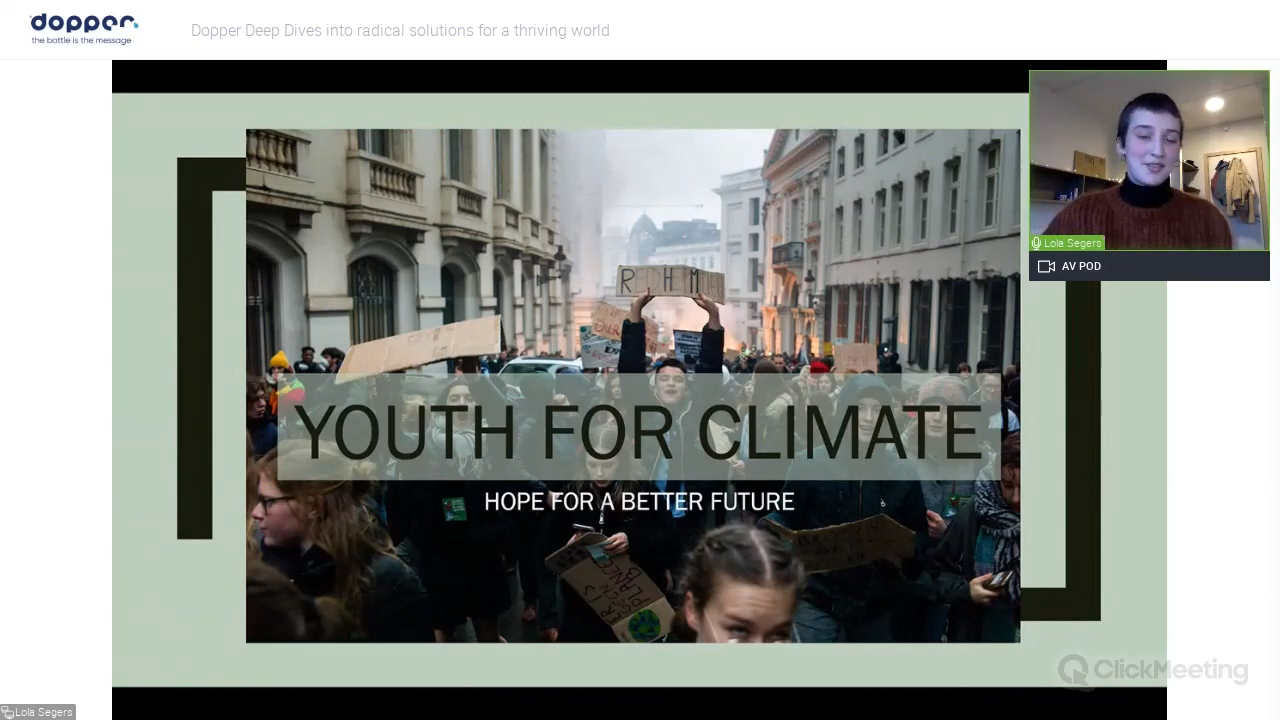 dopper
the bottle is the message
Dopper Deep Dives into radical solutions for a thriving world
Lola Segers
AV POD
YOUTH FOR CLIMATE
HOPE FOR A BETTER FUTURE
ClickMeeting
Lola Segers